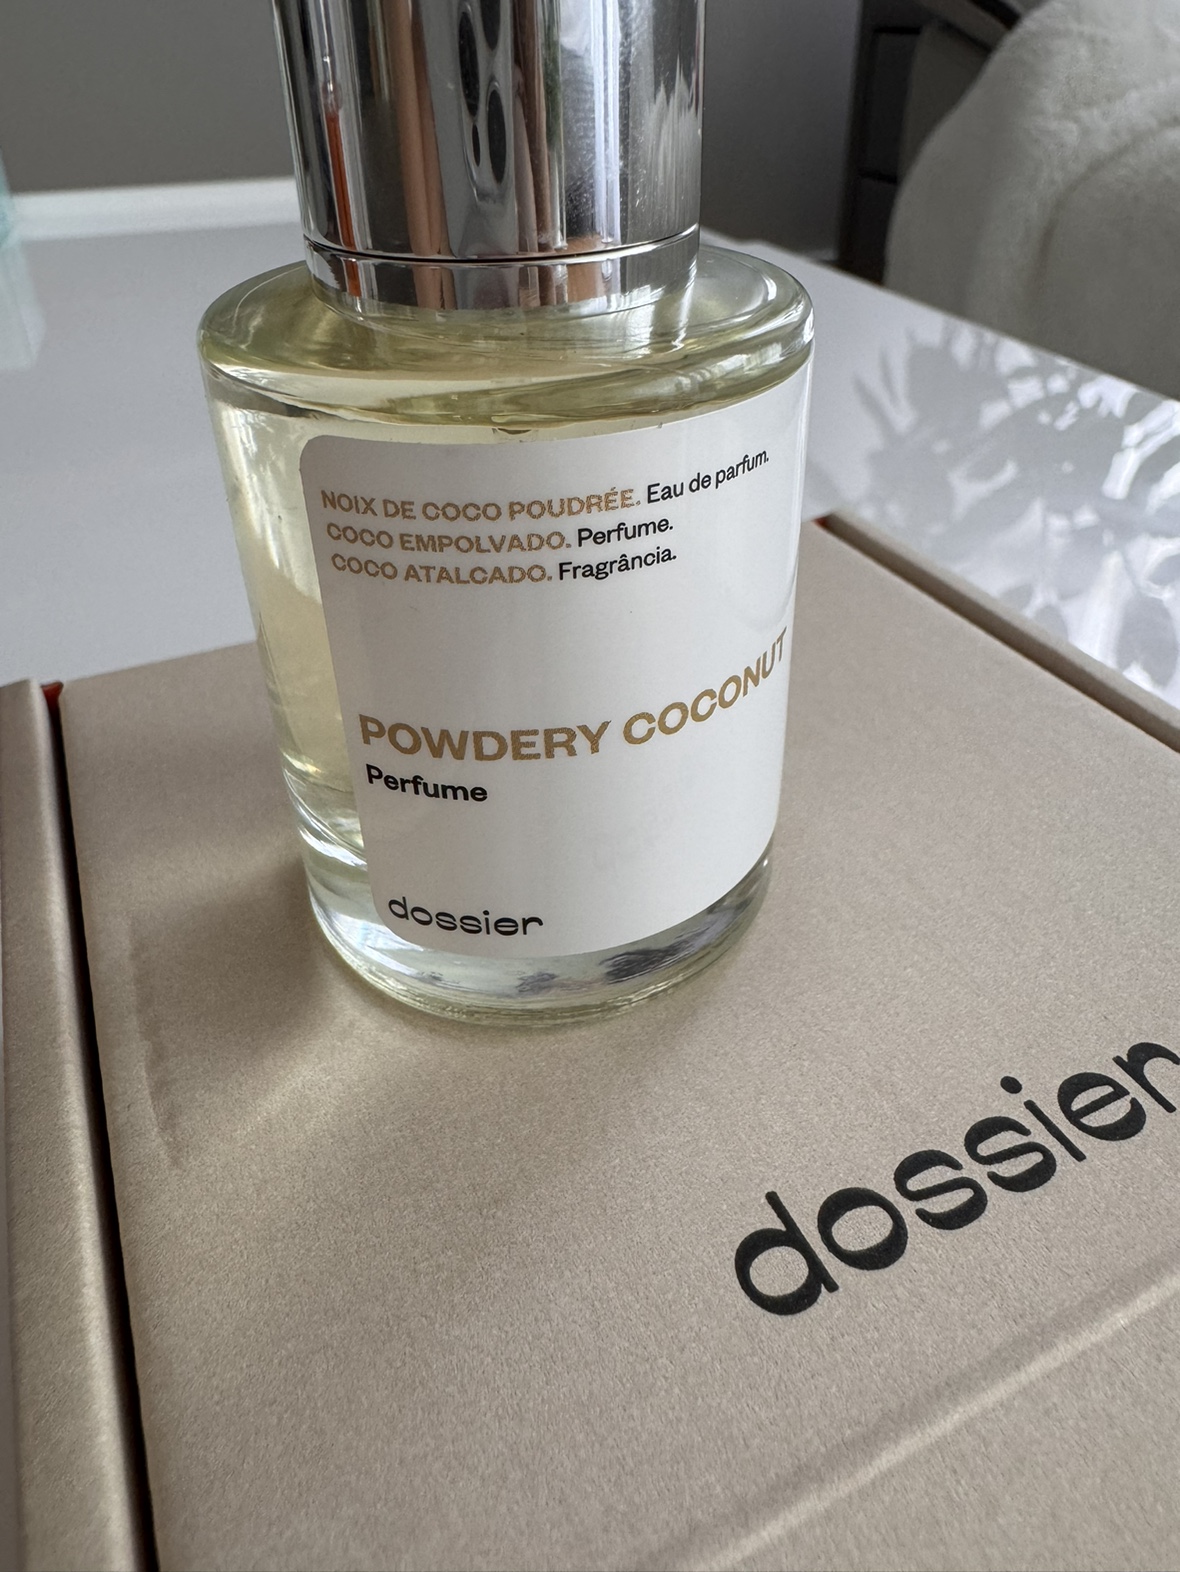 NOIX DE COCO POUDRÉE. Eau de parfum.
COCO EMPOLVADO. Perfume.
COCO ATALCADO. Fragrância.
POWDERY COCONUT
Perfume
dossier
dossier